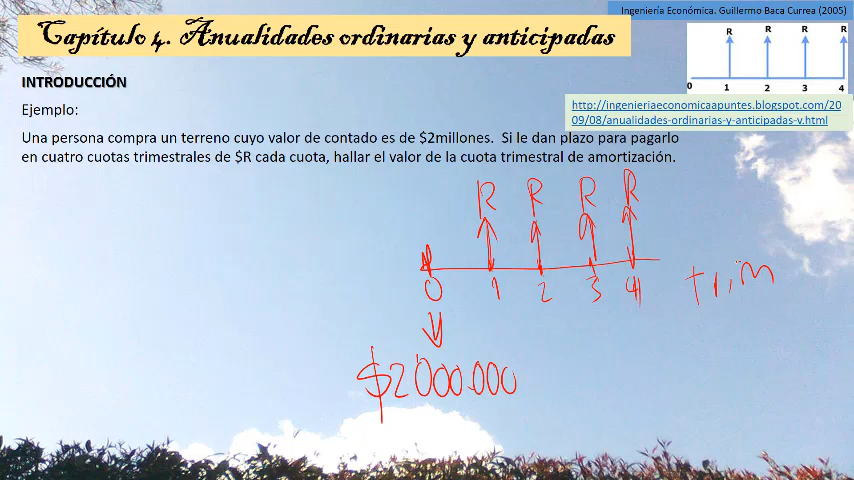 Ingeniería Económica. Guillermo Baca Currea (2005)
Capítulo 4. Anualidades ordinarias y anticipadas
R R R R
0 1 2 3 4
INTRODUCCIÓN
http://ingenieriaeconomicaapuntes.blogspot.com/20
09/08/anualidades-ordinarias-y-anticipadas-v.html
Ejemplo:
Una persona compra un terreno cuyo valor de contado es de $2millones. Si le dan plazo para pagarlo
en cuatro cuotas trimestrales de $R cada cuota, hallar el valor de la cuota trimestral de amortización.
R R R R
0 1 2 3 4 trim
$2'000.000